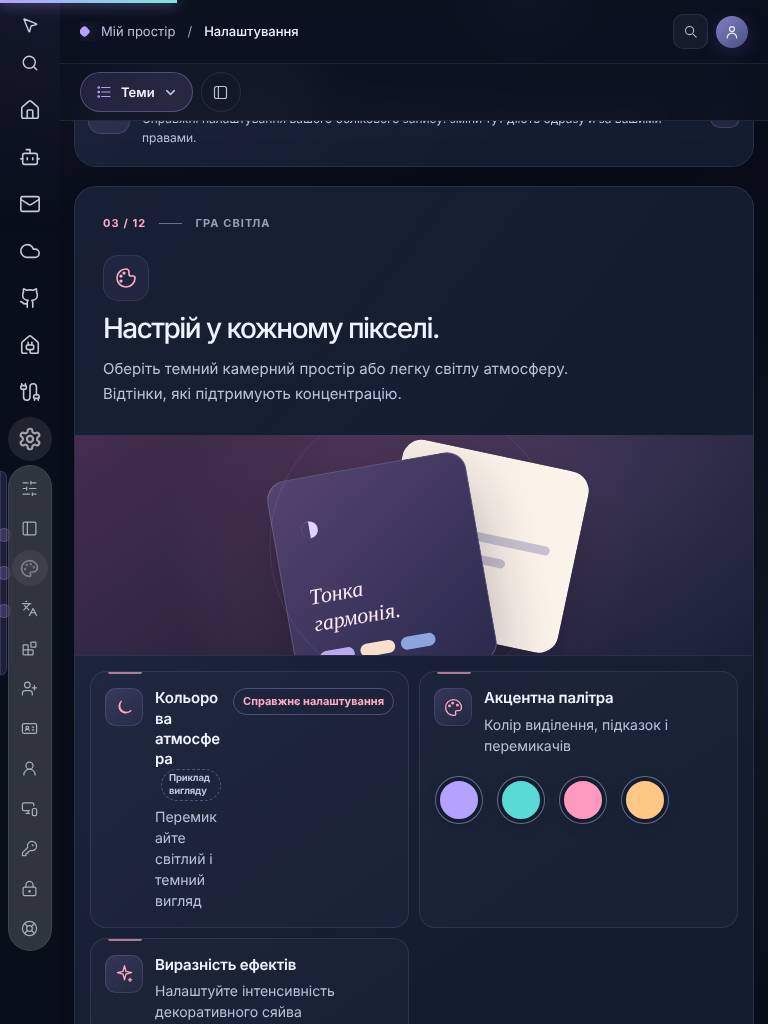 Мій простір / Налаштування
Теми
правами.
03 / 12 ГРА СВІТЛА
Настрій у кожному пікселі.
Оберіть темний камерний простір або легку світлу атмосферу.
Відтінки, які підтримують концентрацію.
Тонка
гармонія.
Кольоро
ва
атмосфе
ра
Справжнє налаштування
Приклад
вигляду
Перемик
айте
світлий і
темний
вигляд
Акцентна палітра
Колір виділення, підказок і
перемикачів
Виразність ефектів
Налаштуйте інтенсивність
декоративного сяйва